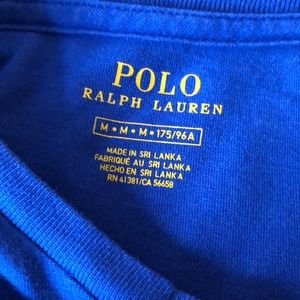 POLO
RALPH LAUREN
M • M • M • 175/96A
MADE IN SRI LANKA
FABRIQUÉ AU SRI LANKA
HECHO EN SRI LANKA
RN 41381/CA 56658